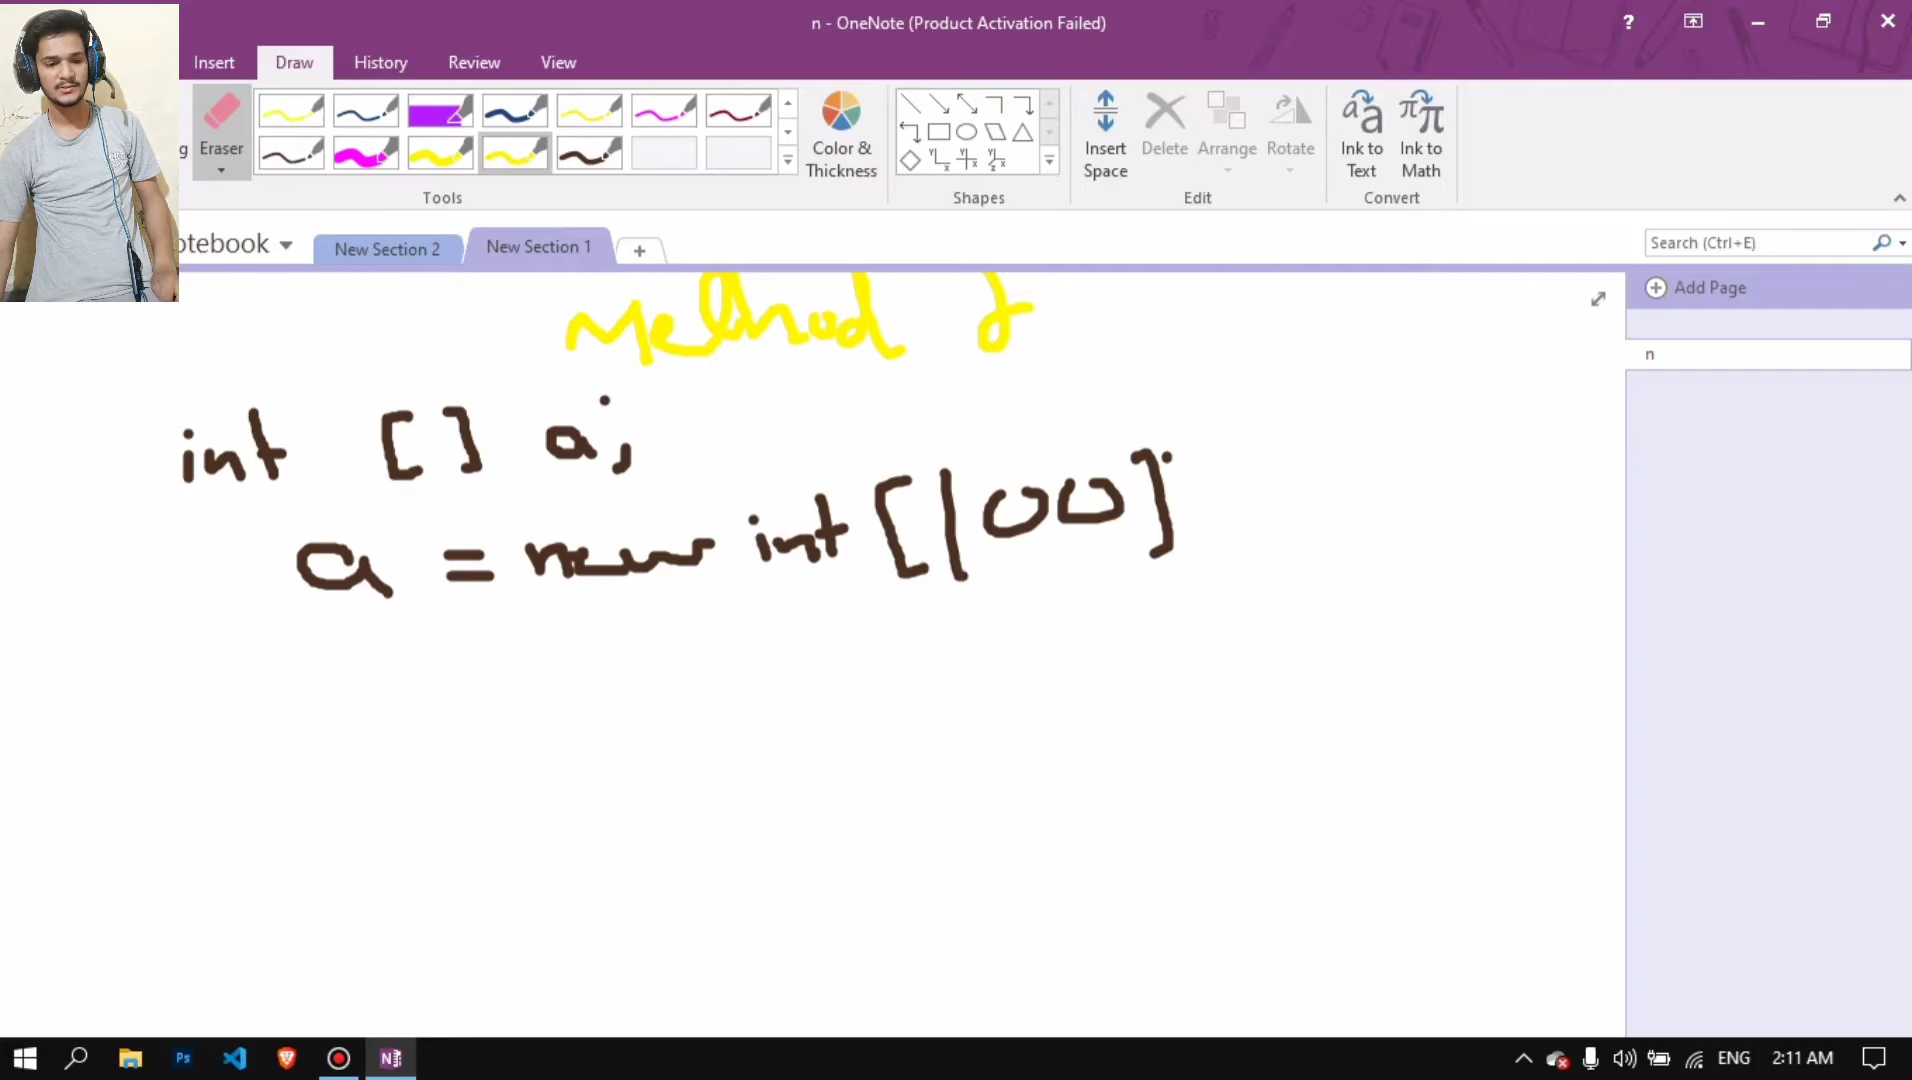 n - OneNote (Product Activation Failed)
?
Insert Draw History Review View
g Eraser
Color & Thickness
Insert Space
Delete
Arrange
Rotate
Ink to Text
Ink to Math
Tools
Shapes
Edit
Convert
otebook
New Section 2
New Section 1
Search (Ctrl+E)
Add Page
n
Method 2
int [] a;
a = new int [100]
Ps
N
ENG
2:11 AM